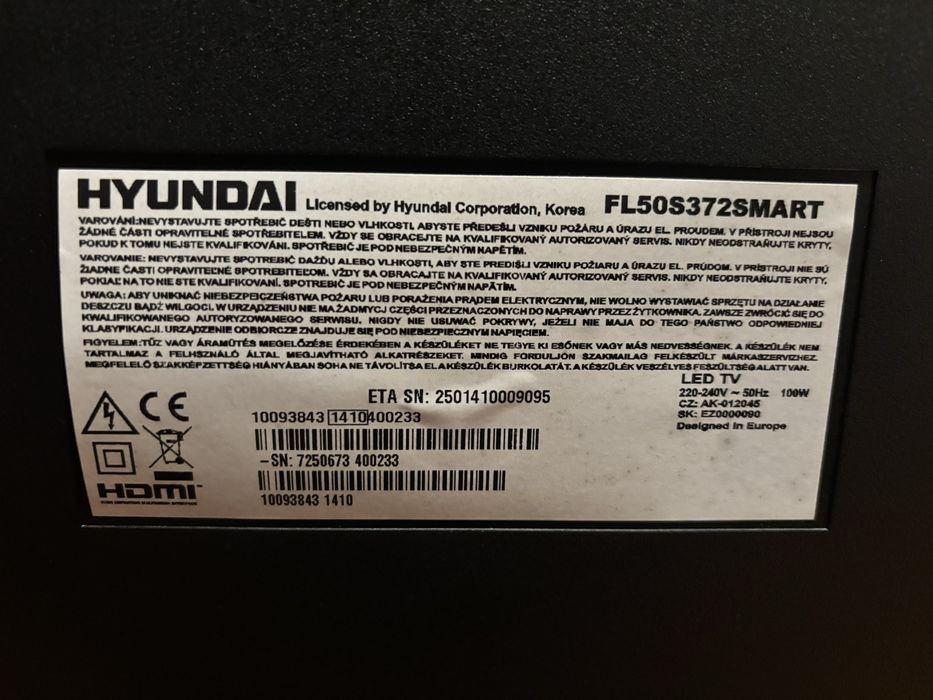 HYUNDAI Licensed by Hyundai Corporation, Korea FL50S372SMART
VAROVÁNÍ:NEVYSTAVUJTE SPOTŘEBIČ DEŠTI NEBO VLHKOSTI, ABYSTE PŘEDEŠLI VZNIKU POŽÁRU A ÚRAZU EL. PROUDEM. V PŘÍSTROJI NEJSOU
ŽÁDNÉ ČÁSTI OPRAVITELNÉ SPOTŘEBITELEM. VŽDY SE OBRACEJTE NA KVALIFIKOVANÝ AUTORIZOVANÝ SERVIS. NIKDY NEODSTRAŇUJTE KRYTY,
POKUD K TOMU NEJSTE KVALIFIKOVÁNI. SPOTŘEBIČ JE POD NEBEZPEČNÝM NAPĚTÍM.
VAROVANIE: NEVYSTAVUJTE SPOTREBIČ DAŽĎU ALEBO VLHKOSTI, ABY STE PREDIŠLI VZNIKU POŽIARU A ÚRAZU EL. PRÚDOM. V PRÍSTROJI NIE SÚ
ŽIADNE ČASTI OPRAVITEĽNÉ SPOTREBITEĽOM. VŽDY SA OBRACAJTE NA KVALIFIKOVANÝ AUTORIZOVANÝ SERVIS. NIKDY NEODSTRAŇUJTE KRYTY,
POKIAĽ NA TO NIE STE KVALIFIKOVANÍ. SPOTREBIČ JE POD NEBEZPEČNÝM NAPÄTÍM.
UWAGA: ABY UNIKNĄĆ NIEBEZPIECZEŃSTWA POŻARU LUB PORAŻENIA PRĄDEM ELEKTRYCZNYM, NIE WOLNO WYSTAWIAĆ SPRZĘTU NA DZIAŁANIE
DESZCZU BĄDŹ WILGOCI. W URZĄDZENIU NIE MA ŻADNYCH CZĘŚCI PRZEZNACZONYCH DO NAPRAWY PRZEZ UŻYTKOWNIKA. ZAWSZE ZWRÓCIĆ SIĘ DO
KWALIFIKOWANEGO AUTORYZOWANEGO SERWISU. NIGDY NIE USUWAĆ POKRYWY, JEŻELI NIE MAJA DO TEGO PAŃSTWO ODPOWIEDNIEJ
KLASYFIKACJI. URZĄDZENIE ODBIORCZE ZNAJDUJE SIĘ POD NIEBEZPIECZNYM NAPIĘCIEM.
FIGYELEM:TŰZ VAGY ÁRAMÜTÉS MEGELŐZÉSE ÉRDEKÉBEN A KÉSZÜLÉKET NE TEGYE KI ESŐNEK VAGY MÁS NEDVESSÉGNEK. A KÉSZÜLÉK NEM
TARTALMAZ A FELHSZNÁLÓ ÁLTAL MEGJAVÍTHATÓ ALKATRÉSZEKET. MINDIG FORDULJÓN SZAKMAILAG FELKÉSZÜLT MÁRKASZERVIZHEZ.
MEGFELELŐ SZAKKÉPZETTSÉG HIÁNYÁBAN SOHA NE TÁVOLÍTSA EL A KÉSZÜLÉK BURKOLATÁT. A KÉSZÜLÉK VESZÉLYES FESZÜLTSÉG ALATT VAN.
LED TV
220-240V ~ 50Hz 100W
CZ: AK-012045
SK: EZ0000090
Designed in Europe
ETA SN: 2501410009095
10093843 1410 400233
-SN: 7250673 400233
10093843 1410
CE
HDMI